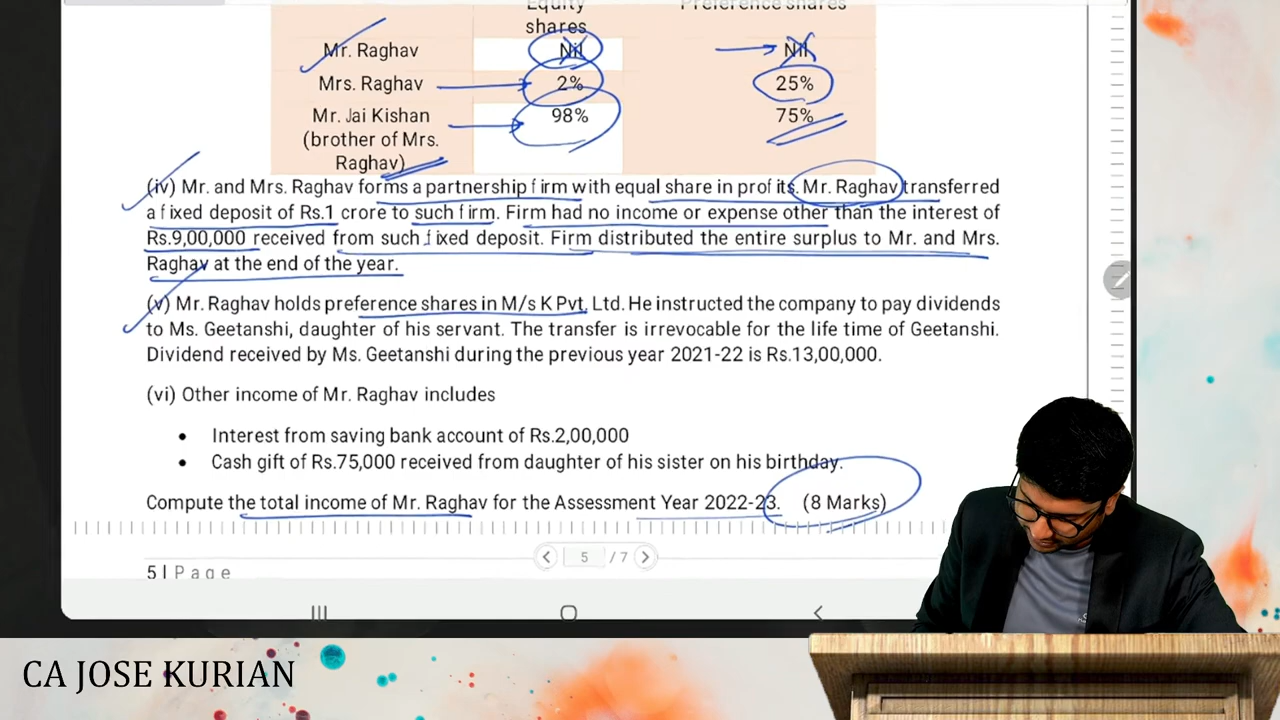 Equity Preference shares
shares
Mr. Raghav Nil Nil
Mrs. Raghav 2% 25%
Mr. Jai Kishan 98% 75%
(brother of Mrs.
Raghav)
(iv) Mr. and Mrs. Raghav forms a partnership firm with equal share in profits. Mr. Raghav transferred
a fixed deposit of Rs.1 crore to such firm. Firm had no income or expense other than the interest of
Rs.9,00,000 received from such fixed deposit. Firm distributed the entire surplus to Mr. and Mrs.
Raghav at the end of the year.
(v) Mr. Raghav holds preference shares in M/s K Pvt. Ltd. He instructed the company to pay dividends
to Ms. Geetanshi, daughter of his servant. The transfer is irrevocable for the life time of Geetanshi.
Dividend received by Ms. Geetanshi during the previous year 2021-22 is Rs.13,00,000.
(vi) Other income of Mr. Raghav includes
• Interest from saving bank account of Rs.2,00,000
• Cash gift of Rs.75,000 received from daughter of his sister on his birthday.
Compute the total income of Mr. Raghav for the Assessment Year 2022-23. (8 Marks)
5 / 7
5 | Page
CA JOSE KURIAN